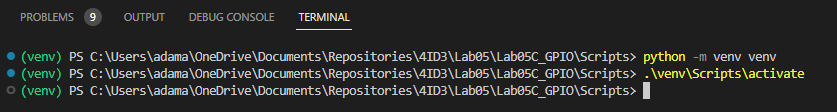 PROBLEMS 9 OUTPUT DEBUG CONSOLE TERMINAL
(venv) PS C:\Users\adama\OneDrive\Documents\Repositories\4ID3\Lab05\Lab05C_GPIO\Scripts> python -m venv venv
(venv) PS C:\Users\adama\OneDrive\Documents\Repositories\4ID3\Lab05\Lab05C_GPIO\Scripts> .\venv\Scripts\activate
(venv) PS C:\Users\adama\OneDrive\Documents\Repositories\4ID3\Lab05\Lab05C_GPIO\Scripts>